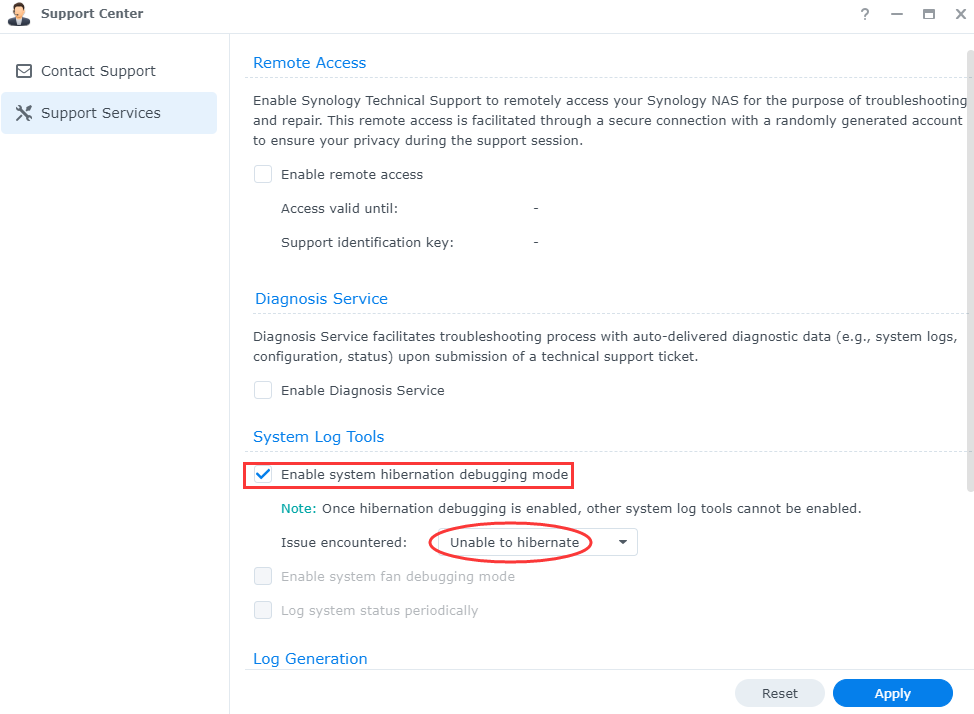 Support Center
?
Contact Support
Support Services
Remote Access
Enable Synology Technical Support to remotely access your Synology NAS for the purpose of troubleshooting
and repair. This remote access is facilitated through a secure connection with a randomly generated account
to ensure your privacy during the support session.
Enable remote access
Access valid until: -
Support identification key: -
Diagnosis Service
Diagnosis Service facilitates troubleshooting process with auto-delivered diagnostic data (e.g., system logs,
configuration, status) upon submission of a technical support ticket.
Enable Diagnosis Service
System Log Tools
Enable system hibernation debugging mode
Note: Once hibernation debugging is enabled, other system log tools cannot be enabled.
Issue encountered: Unable to hibernate
Enable system fan debugging mode
Log system status periodically
Log Generation
Reset Apply